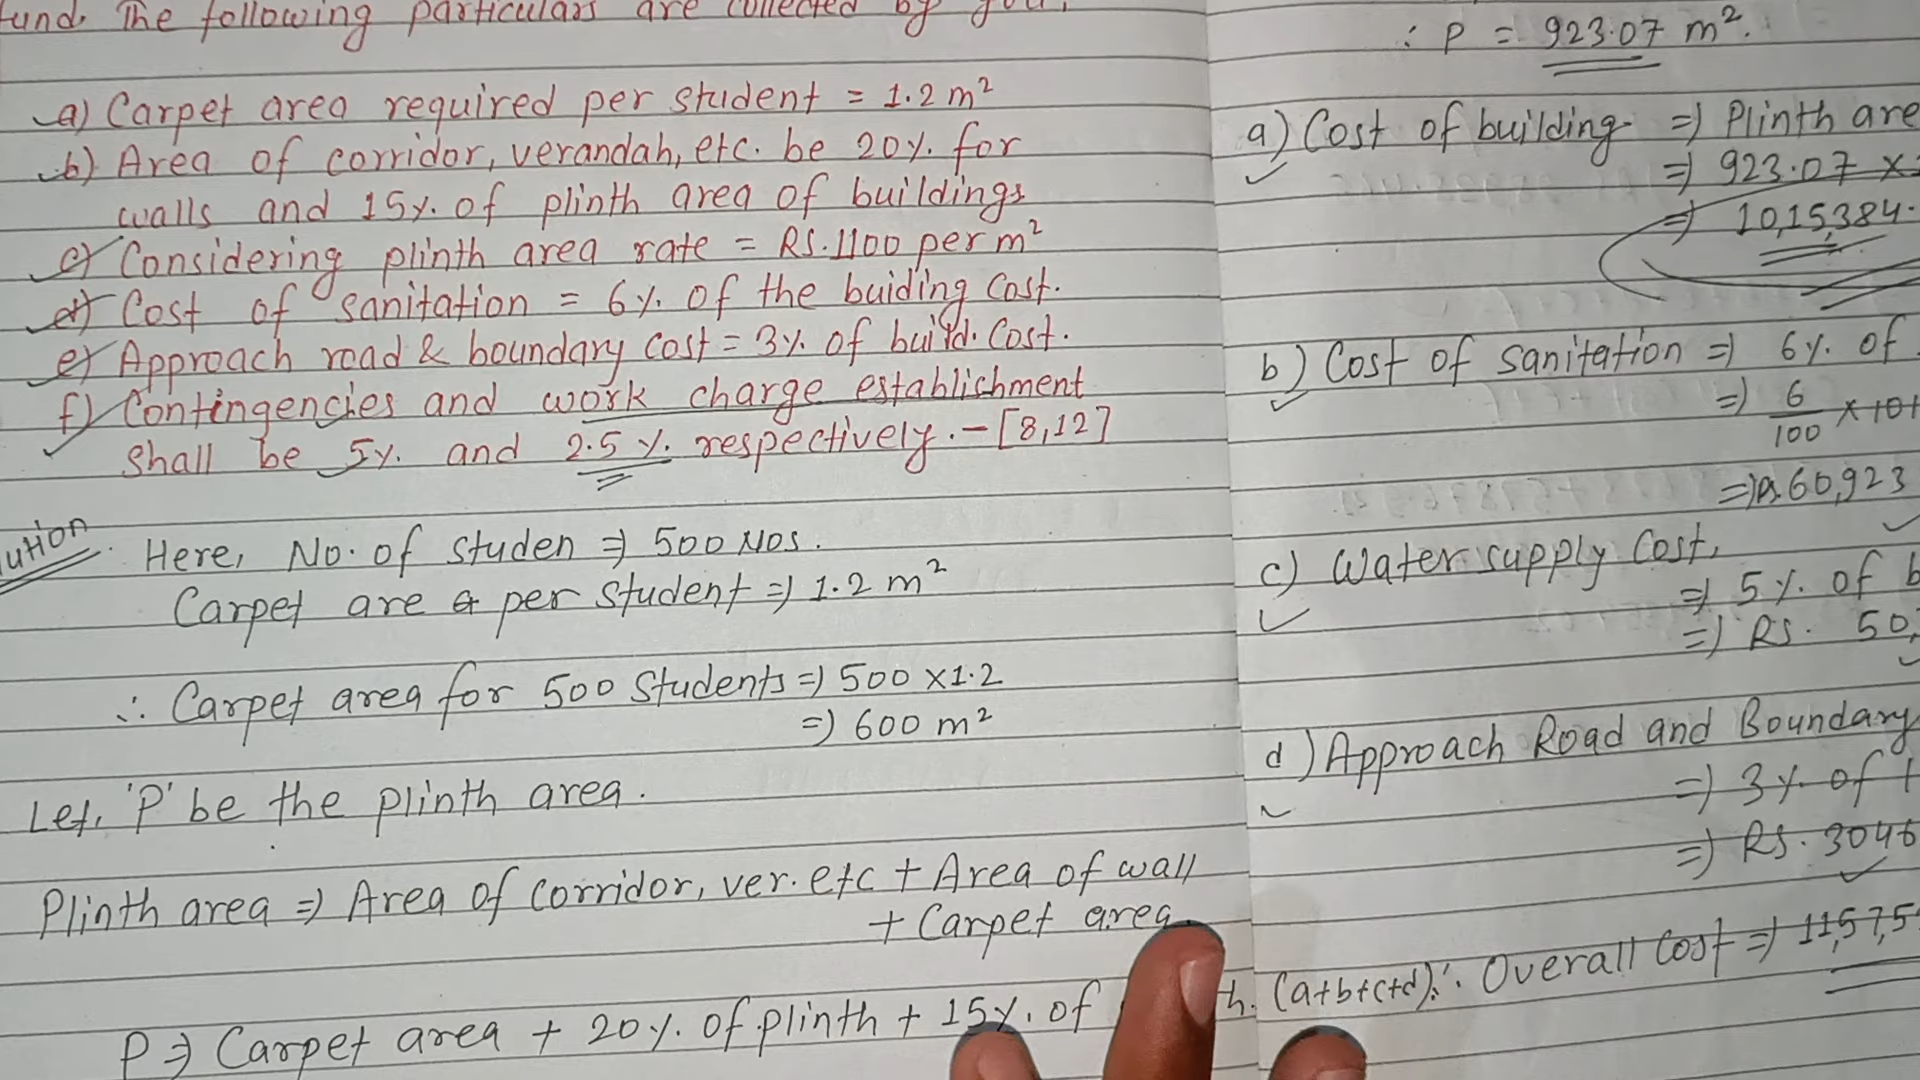 fund. The following particulars are collected by you.
a) Carpet area required per student = 1.2 m²
b) Area of corridor, verandah, etc. be 20%. for
walls and 15%. of plinth area of buildings
c) Considering plinth area rate = RS.1100 per m²
d) Cost of sanitation = 6%. of the buiding Cost.
e) Approach road & boundary cost = 3%. of build. Cost.
f) Contingencies and work charge establishment
shall be 5%. and 2.5%. respectively. - [8,12]
ution
Here, No. of studen => 500 Nos.
Carpet are a per student => 1.2 m²
∴ Carpet area for 500 Students => 500 x1.2
=> 600 m²
Let, 'P' be the plinth area.
Plinth area => Area of corridor, ver. etc + Area of wall
+ Carpet area
P => Carpet area + 20%. of plinth + 15%. of
h.
: P = 923.07 m².
a) Cost of building => Plinth are
=> 923.07 x
=> 10,15,384.
b) Cost of sanitation => 6%. of
=> 6/100 x 101
=> 60,923
c) Water supply Cost,
=> 5%. of b
=> RS. 50,
d) Approach Road and Boundary
=> 3%. of
=> RS. 3046
(a+b+c+d) ∴ Overall Cost => 11,57,5